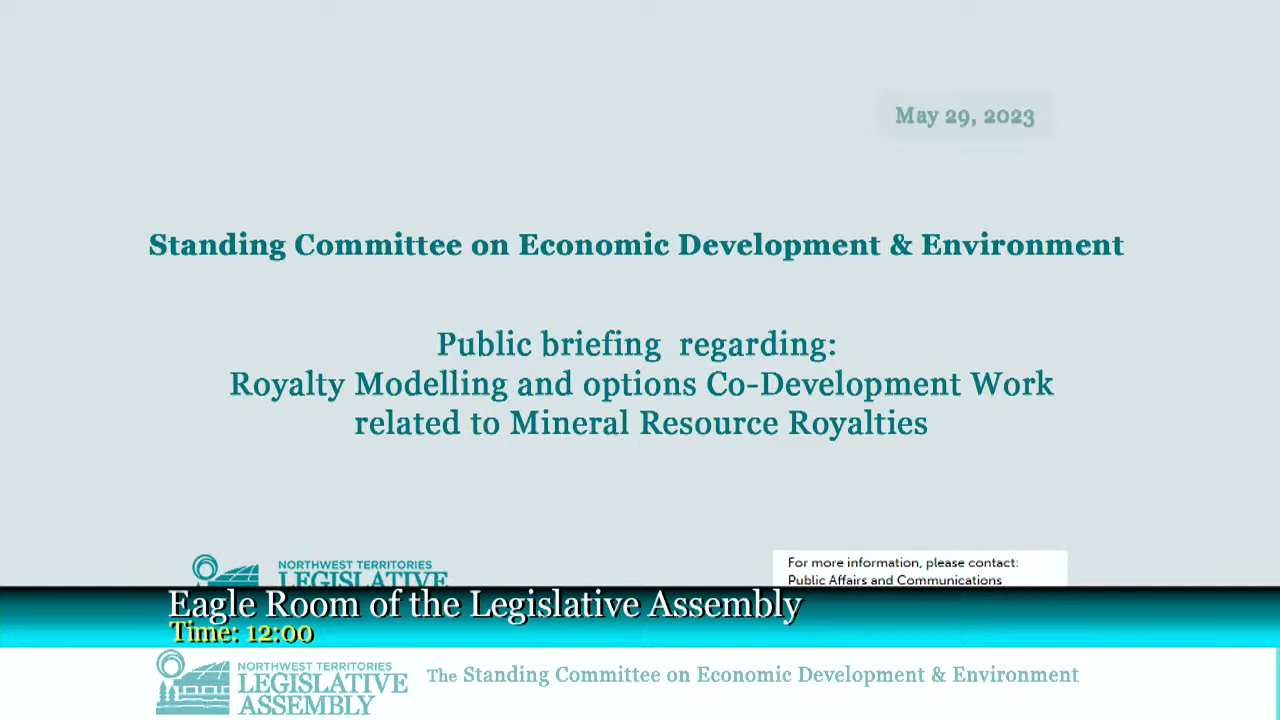 May 29, 2023
Standing Committee on Economic Development & Environment
Public briefing regarding:
Royalty Modelling and options Co-Development Work
related to Mineral Resource Royalties
NORTHWEST TERRITORIES
LEGISLATIVE
For more information, please contact:
Public Affairs and Communications
Eagle Room of the Legislative Assembly
Time: 12:00
NORTHWEST TERRITORIES
LEGISLATIVE
ASSEMBLY
The Standing Committee on Economic Development & Environment